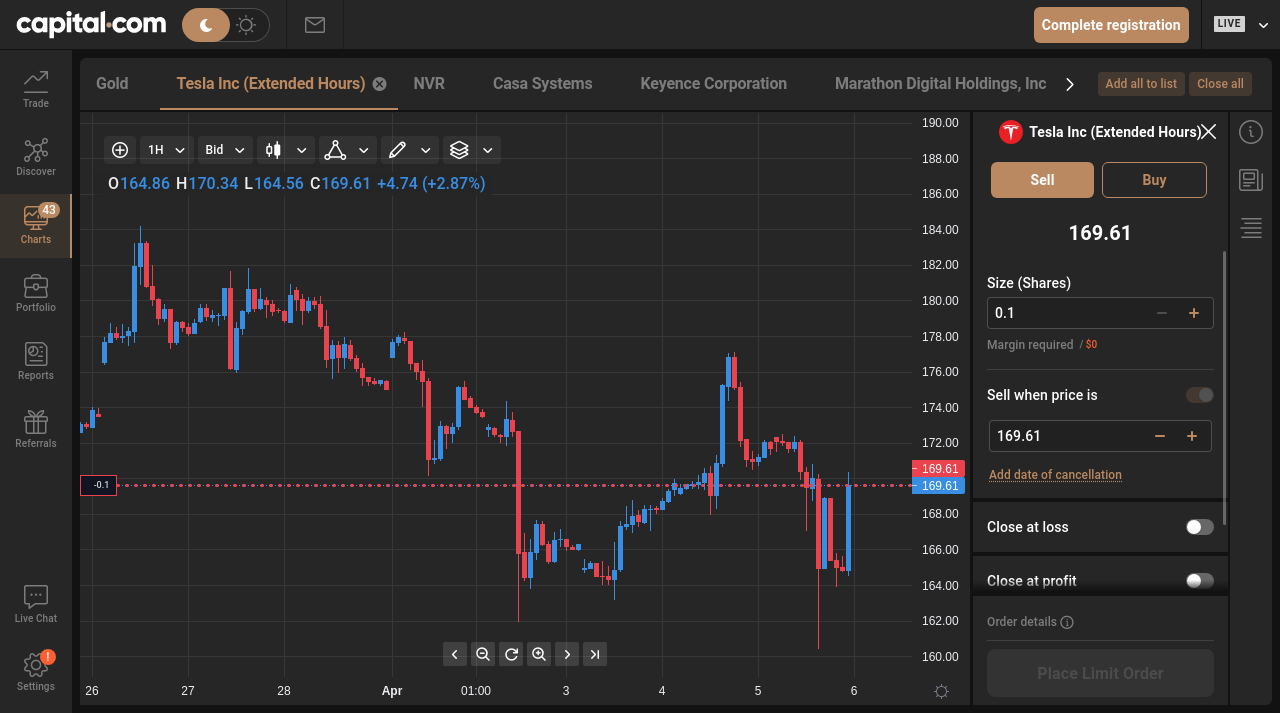 capital.com
Complete registration
LIVE
Trade
Discover
43
Charts
Portfolio
Reports
Referrals
Live Chat
!
Settings
Gold
Tesla Inc (Extended Hours)
NVR
Casa Systems
Keyence Corporation
Marathon Digital Holdings, Inc
Add all to list
Close all
1H
Bid
O164.86 H170.34 L164.56 C169.61 +4.74 (+2.87%)
190.00
188.00
186.00
184.00
182.00
180.00
178.00
176.00
174.00
172.00
169.61
-0.1
169.61
168.00
166.00
164.00
162.00
160.00
26 27 28 Apr 01:00 3 4 5 6
Tesla Inc (Extended Hours)
Sell
Buy
169.61
Size (Shares)
0.1
Margin required / $0
Sell when price is
169.61
Add date of cancellation
Close at loss
Close at profit
Order details
Place Limit Order